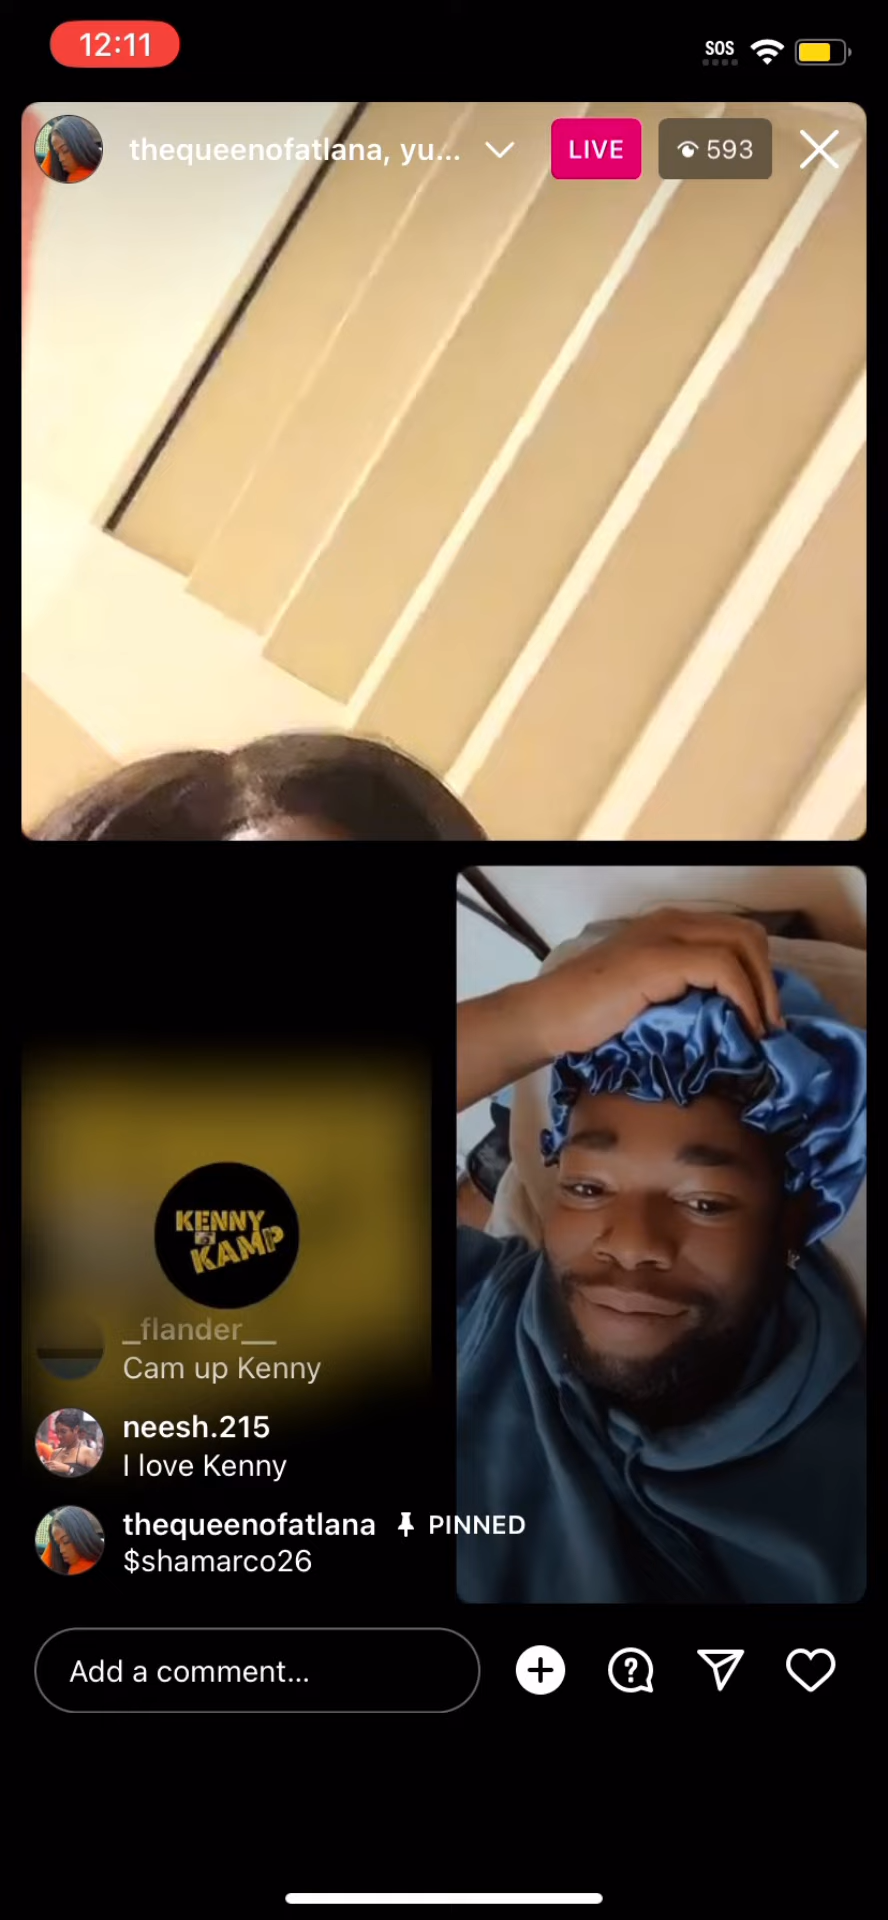 12:11
SOS
thequeenofatlana, yu...
LIVE
593
KENNY
KAMP
_flander__
Cam up Kenny
neesh.215
I love Kenny
thequeenofatlana PINNED
$shamarco26
Add a comment...